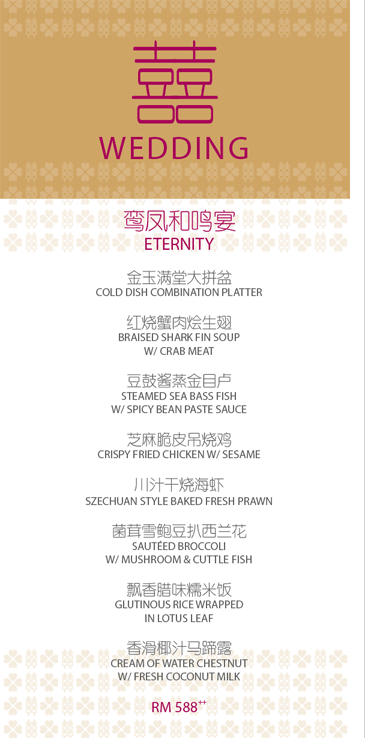 囍
WEDDING
鸾凤和鸣宴
ETERNITY
金玉满堂大拼盆
COLD DISH COMBINATION PLATTER
红烧蟹肉烩生翅
BRAISED SHARK FIN SOUP
W/ CRAB MEAT
豆鼓酱蒸金目卢
STEAMED SEA BASS FISH
W/ SPICY BEAN PASTE SAUCE
芝麻脆皮吊烧鸡
CRISPY FRIED CHICKEN W/ SESAME
川汁干烧海虾
SZECHUAN STYLE BAKED FRESH PRAWN
菌茸雪鲍豆扒西兰花
SAUTÉED BROCCOLI
W/ MUSHROOM & CUTTLE FISH
飘香腊味糯米饭
GLUTINOUS RICE WRAPPED
IN LOTUS LEAF
香滑椰汁马蹄露
CREAM OF WATER CHESTNUT
W/ FRESH COCONUT MILK
RM 588++